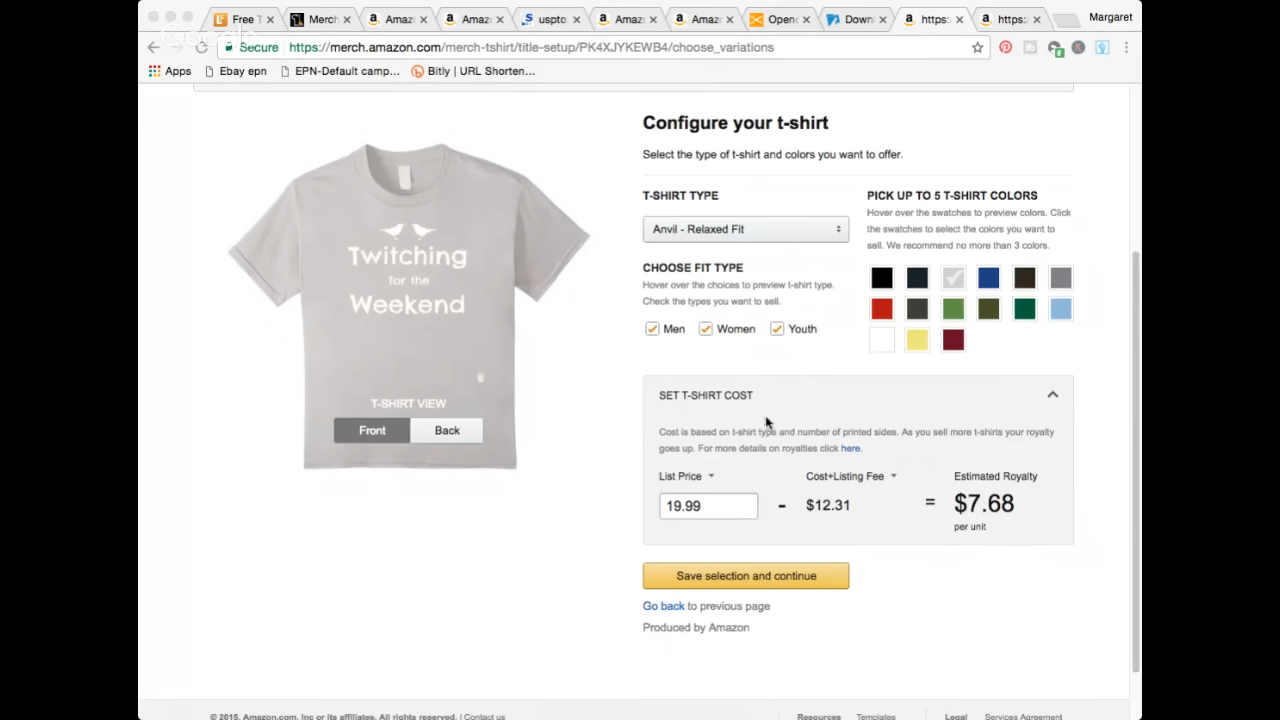 Free T
Merch
Amazo
Amazo
uspto
Amazo
Amazo
Openc
Down
https:
https:
Margaret
Secure https://merch.amazon.com/merch-tshirt/title-setup/PK4XJYKEWB4/choose_variations
Apps
Ebay epn
EPN-Default camp...
Bitly | URL Shorten...
Configure your t-shirt
Select the type of t-shirt and colors you want to offer.
T-SHIRT TYPE
Anvil - Relaxed Fit
CHOOSE FIT TYPE
Hover over the choices to preview t-shirt type.
Check the types you want to sell.
Men
Women
Youth
PICK UP TO 5 T-SHIRT COLORS
Hover over the swatches to preview colors. Click
the swatches to select the colors you want to
sell. We recommend no more than 3 colors.
Twitching
for the
Weekend
T-SHIRT VIEW
Front
Back
SET T-SHIRT COST
Cost is based on t-shirt type and number of printed sides. As you sell more t-shirts your royalty
goes up. For more details on royalties click here.
List Price
Cost+Listing Fee
Estimated Royalty
19.99
-
$12.31
=
$7.68
per unit
Save selection and continue
Go back to previous page
Produced by Amazon
© 2015, Amazon.com, Inc or its affiliates. All rights reserved. | Contact us
Resources
Templates
Legal
Services Agreement